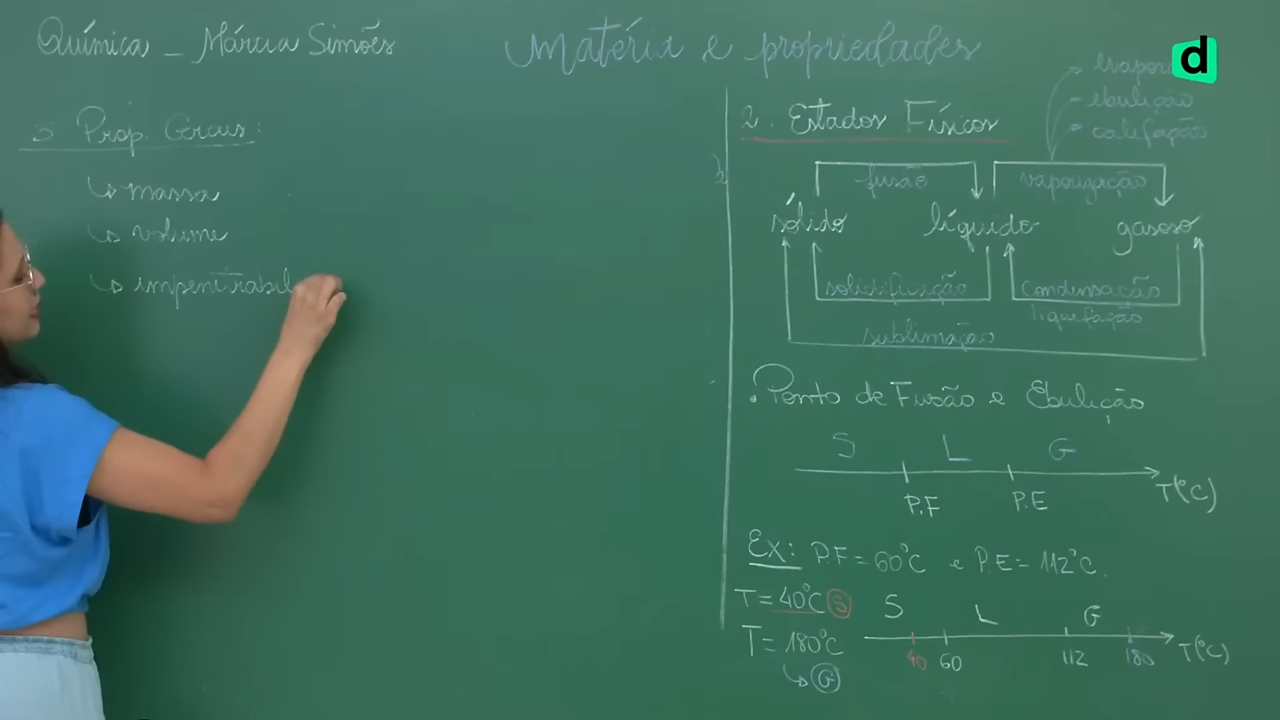 Química - Márcia Simões
Matéria e propriedades
d
3 Prop. Gerais:
↳ massa
↳ volume
↳ impenetrabil
2. Estados Físicos
- ebulição
calefação
fusão
vaporização
sólido líquido gasoso
solidificação
condensação
liquefação
sublimação
. Ponto de Fusão e Ebulição
S L G
P.F P.E T(°C)
Ex: P.F = 60°C e P.E = 112°C.
T = 40°C S
T = 180°C
↳ G
S L G
40 60 112 180 T(°C)